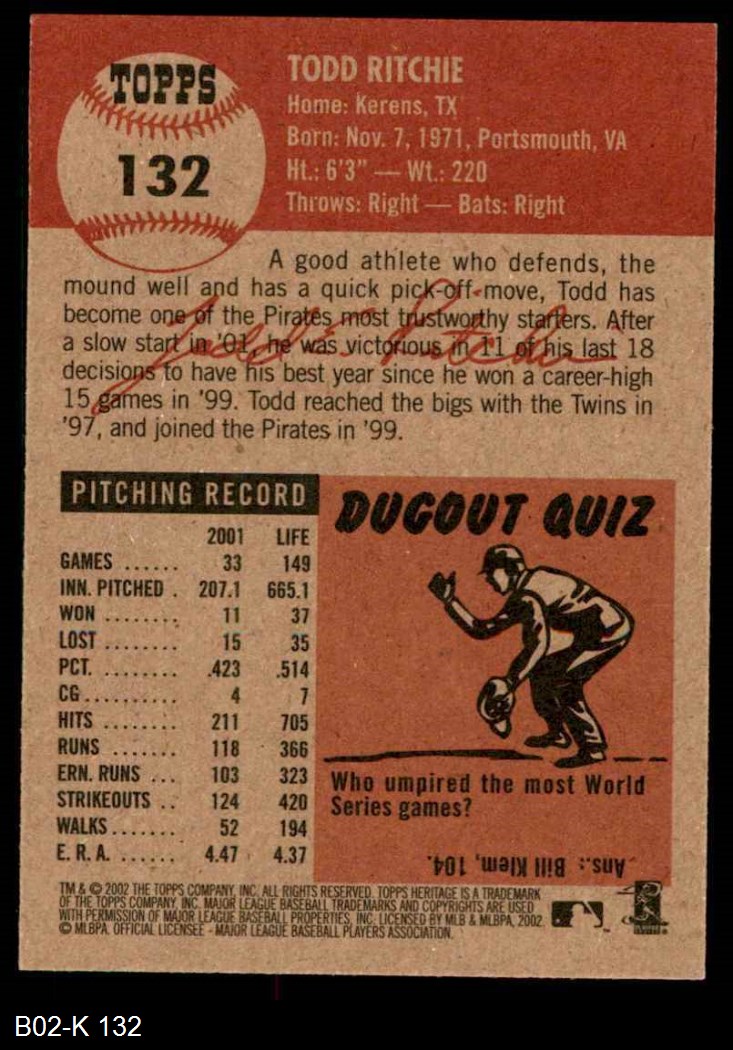 TOPPS
132
TODD RITCHIE
Home: Kerens, TX
Born: Nov. 7, 1971, Portsmouth, VA
Ht.: 6'3" — Wt.: 220
Throws: Right — Bats: Right
A good athlete who defends, the
mound well and has a quick pick-off-move, Todd has
become one of the Pirates most trustworthy starters. After
a slow start in '01, he was victorious in 11 of his last 18
decisions to have his best year since he won a career-high
15 games in '99. Todd reached the bigs with the Twins in
'97, and joined the Pirates in '99.
Todd Ritchie
PITCHING RECORD
2001 LIFE
GAMES ...... 33 149
INN. PITCHED . 207.1 665.1
WON ........ 11 37
LOST ........ 15 35
PCT. ........ .423 .514
CG.......... 4 7
HITS ........ 211 705
RUNS ....... 118 366
ERN. RUNS ... 103 323
STRIKEOUTS .. 124 420
WALKS....... 52 194
E. R. A. ...... 4.47 4.37
DUGOUT QUIZ
Who umpired the most World
Series games?
Ans.: Bill Klem, 104.
TM & © 2002 THE TOPPS COMPANY, INC. ALL RIGHTS RESERVED. TOPPS HERITAGE IS A TRADEMARK
OF THE TOPPS COMPANY, INC. MAJOR LEAGUE BASEBALL TRADEMARKS AND COPYRIGHTS ARE USED
WITH PERMISSION OF MAJOR LEAGUE BASEBALL PROPERTIES, INC. LICENSED BY MLB & MLBPA, 2002
© MLBPA. OFFICIAL LICENSEE - MAJOR LEAGUE BASEBALL PLAYERS ASSOCIATION.
B02-K 132